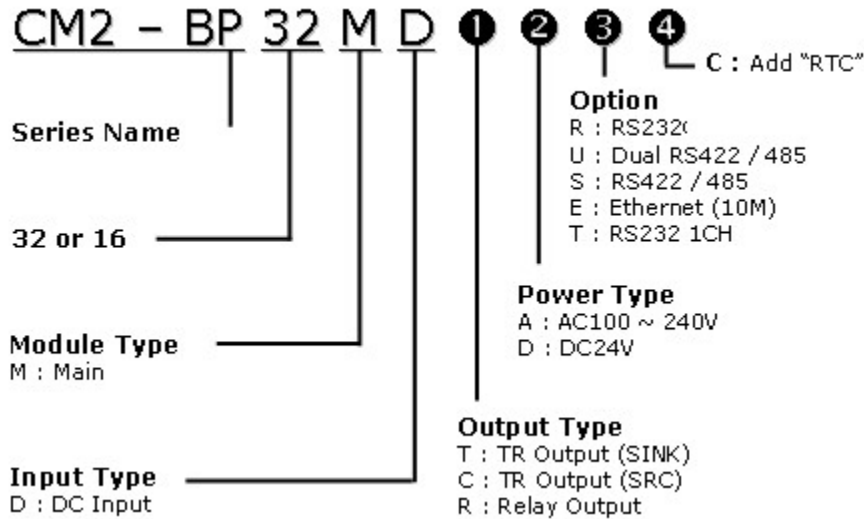 CM2 - BP 32 M D ❶ ❷ ❸ ❹
C : Add "RTC"
Option
R : RS232C
U : Dual RS422 / 485
S : RS422 / 485
E : Ethernet (10M)
T : RS232 1CH
Series Name
32 or 16
Power Type
A : AC100 ~ 240V
D : DC24V
Module Type
M : Main
Output Type
T : TR Output (SINK)
C : TR Output (SRC)
R : Relay Output
Input Type
D : DC Input